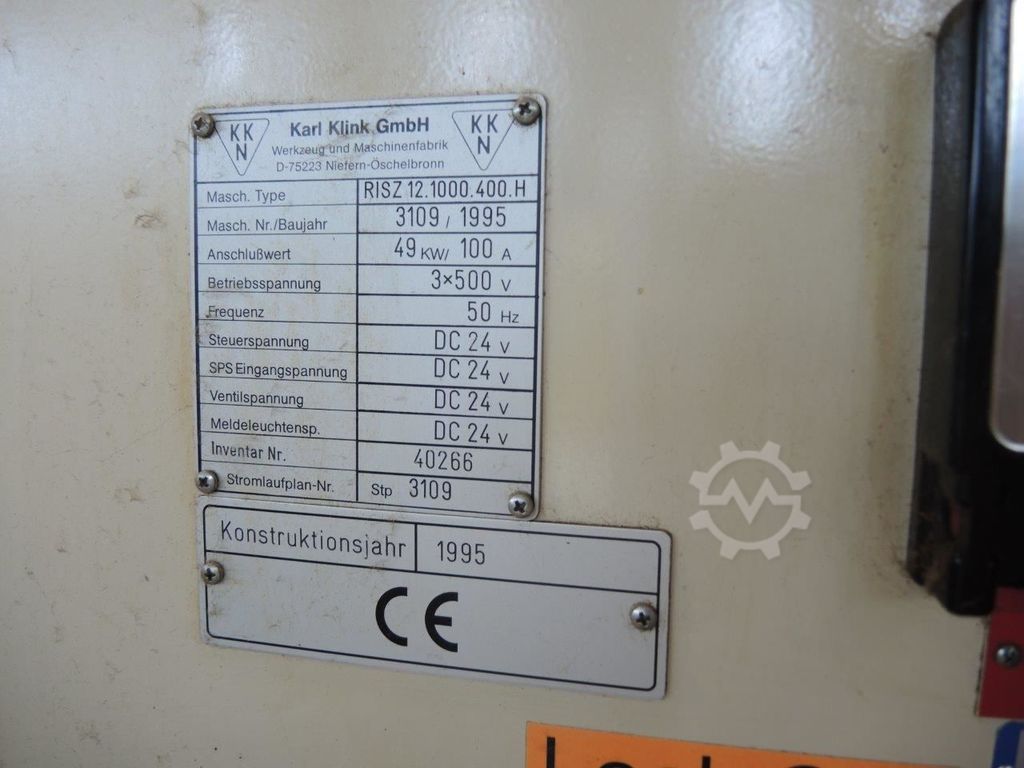 KK
N
Karl Klink GmbH
KK
N
Werkzeug und Maschinenfabrik
D-75223 Niefern-Öschelbronn
Masch. Type RISZ 12.1000.400.H
Masch. Nr./Baujahr 3109 / 1995
Anschlußwert 49 KW/ 100 A
Betriebsspannung 3×500 V
Frequenz 50 Hz
Steuerspannung DC 24 V
SPS Eingangspannung DC 24 V
Ventilspannung DC 24 V
Meldeleuchtensp. DC 24 V
Inventar Nr. 40266
Stromlaufplan-Nr. Stp 3109
Konstruktionsjahr 1995
CE